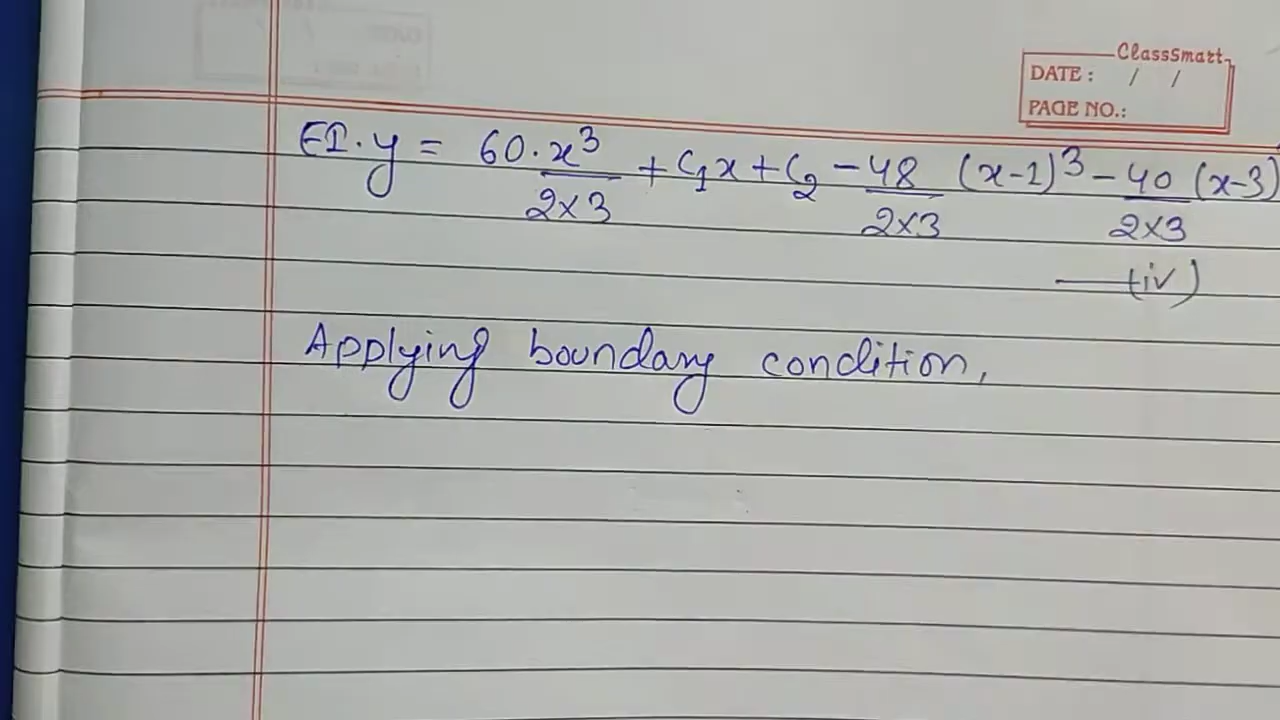 ClassSmart
DATE : / /
PAGE NO.:
EI.y = 60.x³/2×3 + C₁x + C₂ - 48/2×3 (x-1)³ - 40/2×3 (x-3)
—(iv)
Applying boundary condition,